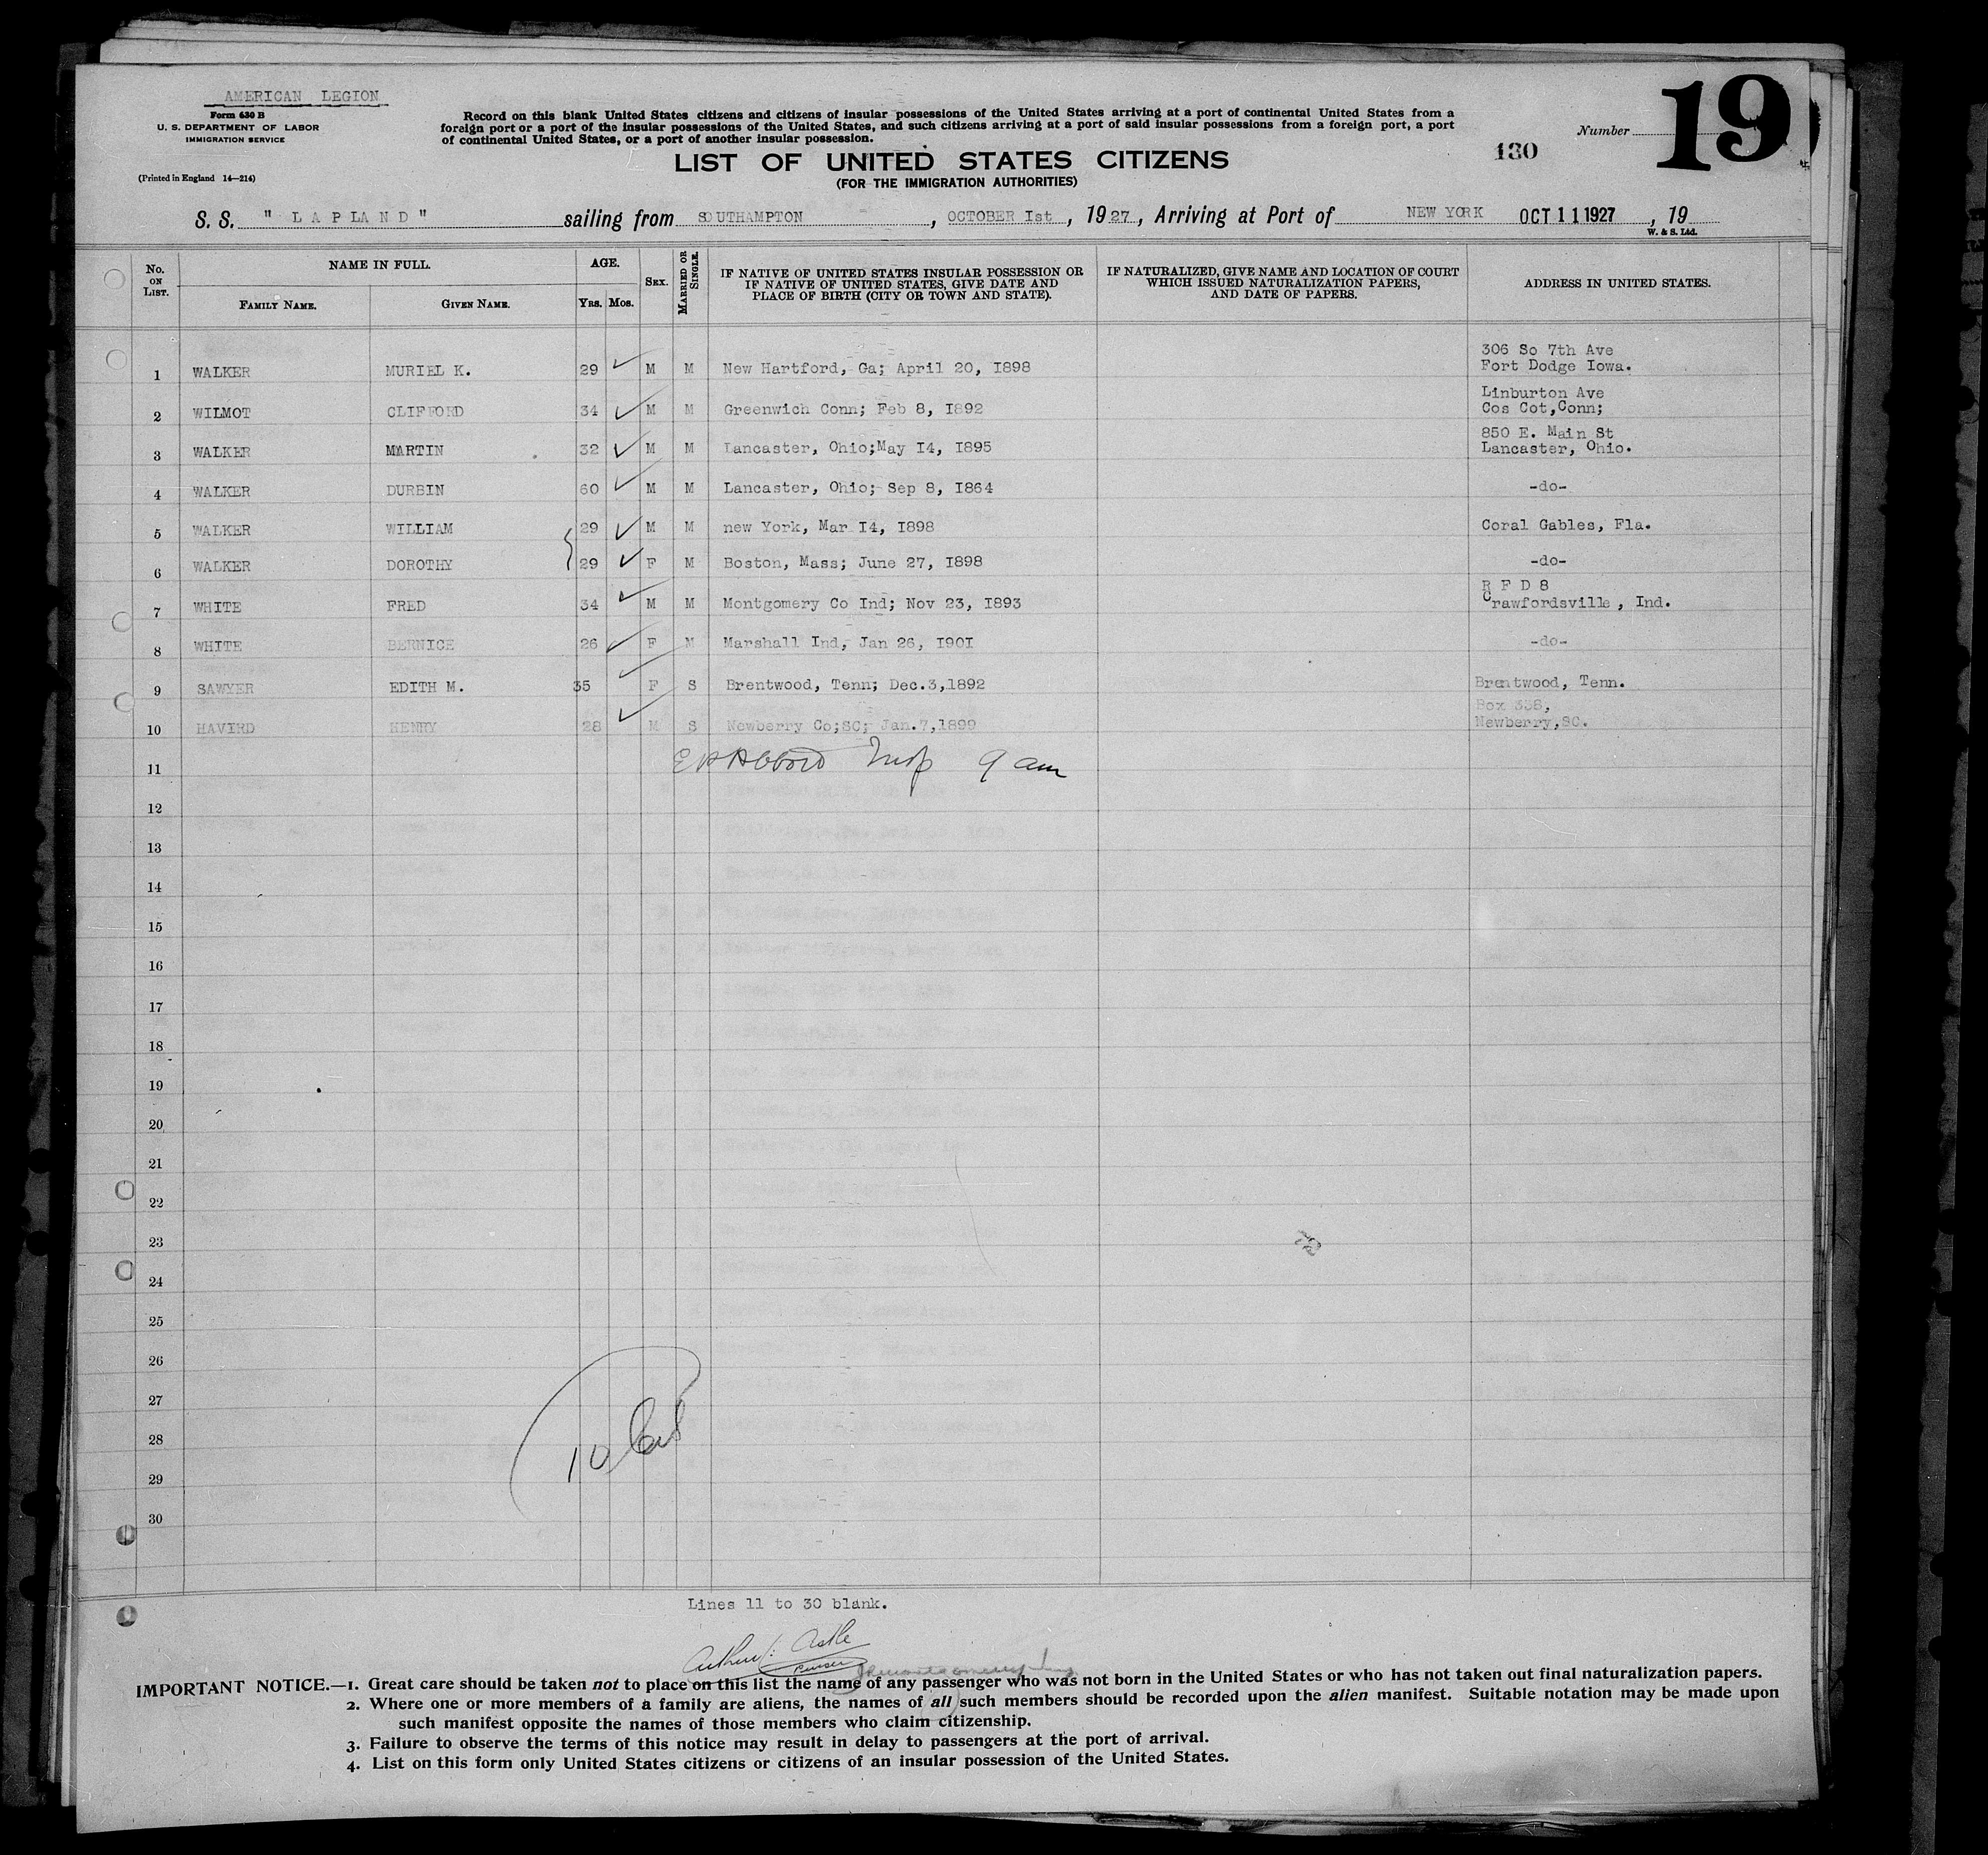 AMERICAN LEGION
Form 630 B
U. S. DEPARTMENT OF LABOR
IMMIGRATION SERVICE
(Printed in England 14—214)
Record on this blank United States citizens and citizens of insular possessions of the United States arriving at a port of continental United States from a
foreign port or a port of the insular possessions of the United States, and such citizens arriving at a port of said insular possessions from a foreign port, a port
of continental United States, or a port of another insular possession.
LIST OF UNITED STATES CITIZENS
(FOR THE IMMIGRATION AUTHORITIES)
Number 19
130
S. S. " L A P L A N D " sailing from SOUTHAMPTON, OCTOBER Ist, 1927, Arriving at Port of NEW YORK OCT 11 1927, 19
W. & S. Ltd.
No. ON LIST. NAME IN FULL. FAMILY NAME. GIVEN NAME. AGE. YRS. MOS. SEX. MARRIED OR SINGLE. IF NATIVE OF UNITED STATES INSULAR POSSESSION OR IF NATIVE OF UNITED STATES, GIVE DATE AND PLACE OF BIRTH (CITY OR TOWN AND STATE). IF NATURALIZED, GIVE NAME AND LOCATION OF COURT WHICH ISSUED NATURALIZATION PAPERS, AND DATE OF PAPERS. ADDRESS IN UNITED STATES.
1 WALKER MURIEL K. 29 M M New Hartford, Ga; April 20, I898 306 So 7th Ave Fort Dodge Iowa.
2 WILMOT CLIFFORD 34 M M Greenwich Conn; Feb 8, I892 Linburton Ave Cos Cot, Conn;
3 WALKER MARTIN 32 M M Lancaster, Ohio;May I4, I895 850 E. Main St Lancaster, Ohio.
4 WALKER DURBIN 60 M M Lancaster, Ohio; Sep 8, I864 -do-
5 WALKER WILLIAM 29 M M new York, Mar I4, I898 Coral Gables, Fla.
6 WALKER DOROTHY 29 F M Boston, Mass; June 27, I898 -do-
7 WHITE FRED 34 M M Montgomery Co Ind; Nov 23, I893 R F D 8 Crawfordsville, Ind.
8 WHITE BERNICE 26 F M Marshall Ind, Jan 26, I90I -do-
9 SAWYER EDITH M. 35 F S Brentwood, Tenn; Dec.3,1892 Brentwood, Tenn.
10 HAVIRD HENRY 28 M S Newberry Co;SC; Jan.7,1899 Box 338, Newberry,SC.
11 Insp 9 am
12
13
14
15
16
17
18
19
20
21
22
23
24
25
26
27
28
29
30
10
Lines 11 to 30 blank.
Arthur J. Astle
Purser
IMPORTANT NOTICE.—1. Great care should be taken not to place on this list the name of any passenger who was not born in the United States or who has not taken out final naturalization papers.
2. Where one or more members of a family are aliens, the names of all such members should be recorded upon the alien manifest. Suitable notation may be made upon
such manifest opposite the names of those members who claim citizenship.
3. Failure to observe the terms of this notice may result in delay to passengers at the port of arrival.
4. List on this form only United States citizens or citizens of an insular possession of the United States.